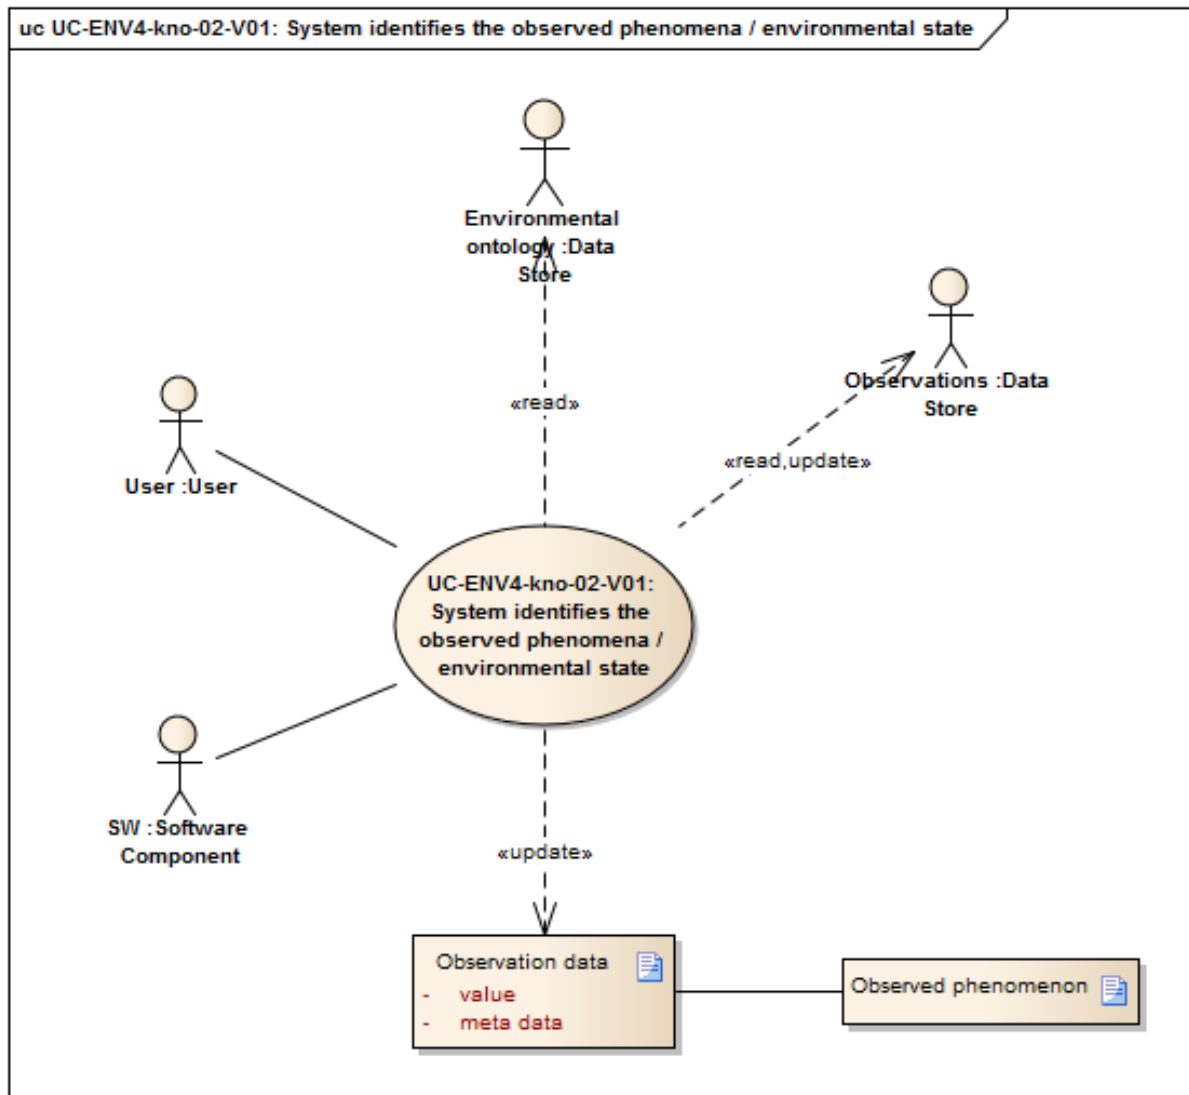 uc UC-ENV4-kno-02-V01: System identifies the observed phenomena / environmental state
Environmental
ontology :Data
Store
Observations :Data
Store
«read»
«read,update»
User :User
UC-ENV4-kno-02-V01:
System identifies the
observed phenomena /
environmental state
SW :Software
Component
«update»
Observation data
- value
- meta data
Observed phenomenon